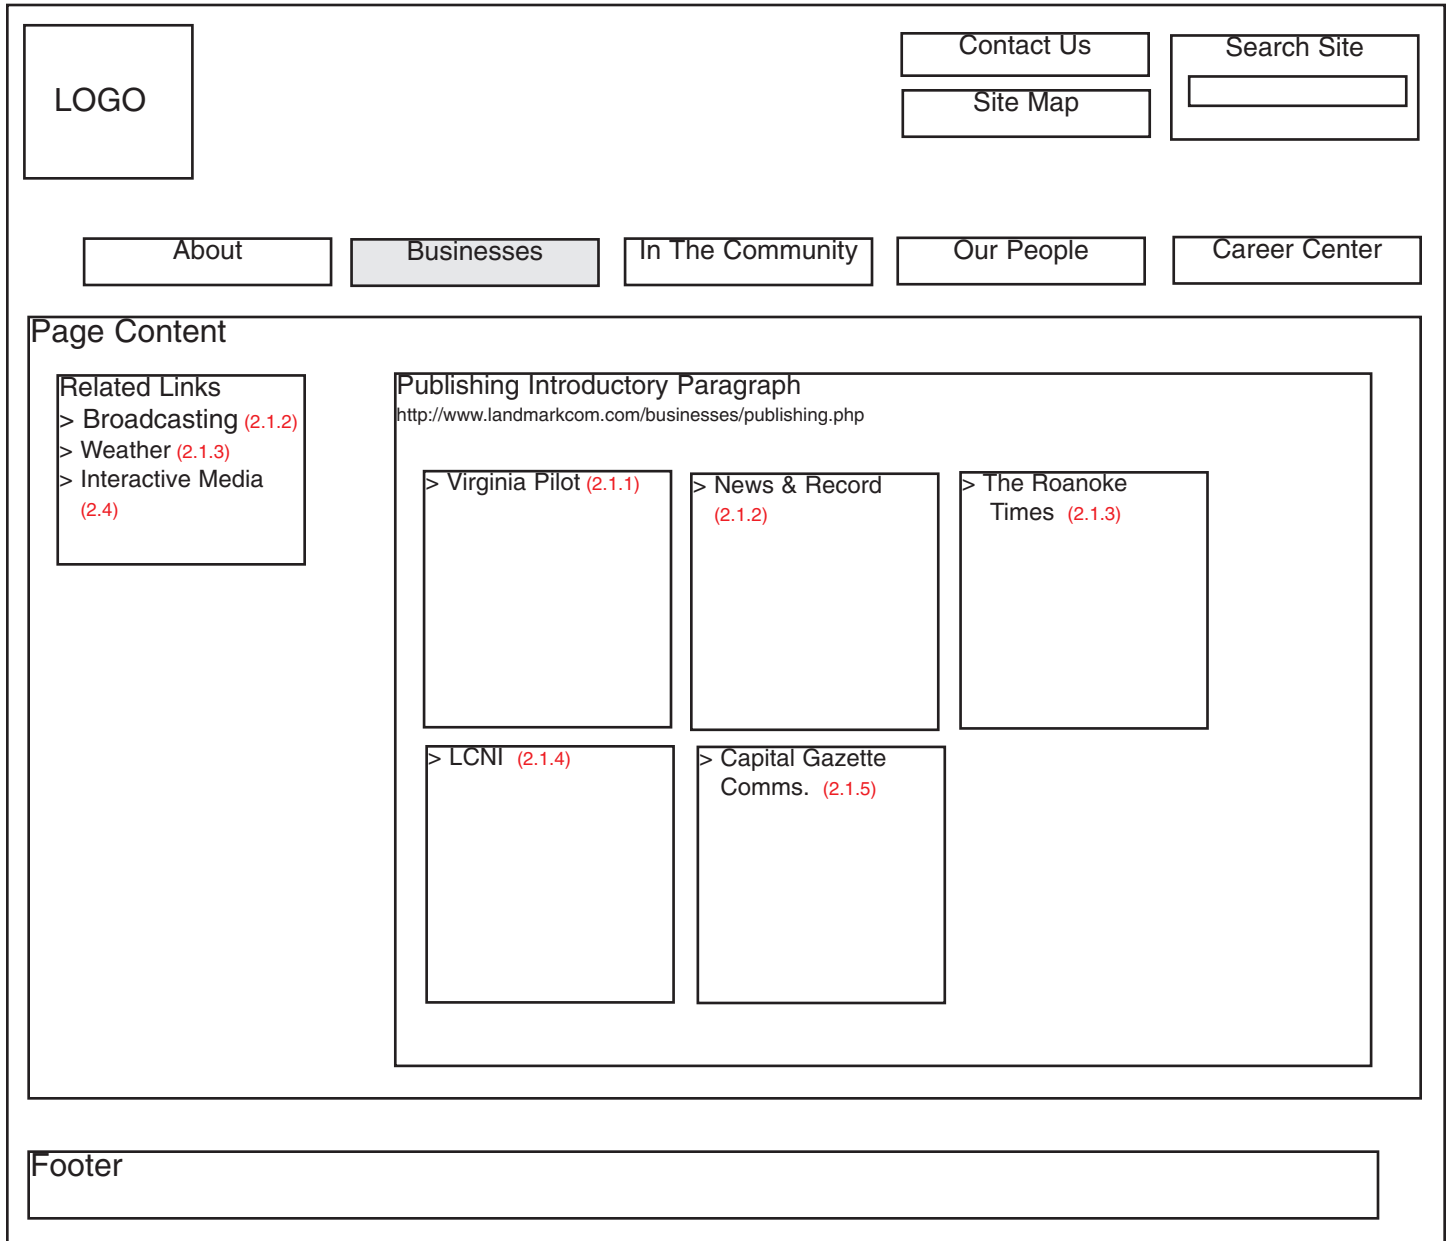 LOGO
Contact Us
Search Site
Site Map
About
Businesses
In The Community
Our People
Career Center
Page Content
Related Links
> Broadcasting (2.1.2)
> Weather (2.1.3)
> Interactive Media
(2.4)
Publishing Introductory Paragraph
http://www.landmarkcom.com/businesses/publishing.php
> Virginia Pilot (2.1.1)
> News & Record
(2.1.2)
> The Roanoke
Times (2.1.3)
> LCNI (2.1.4)
> Capital Gazette
Comms. (2.1.5)
Footer